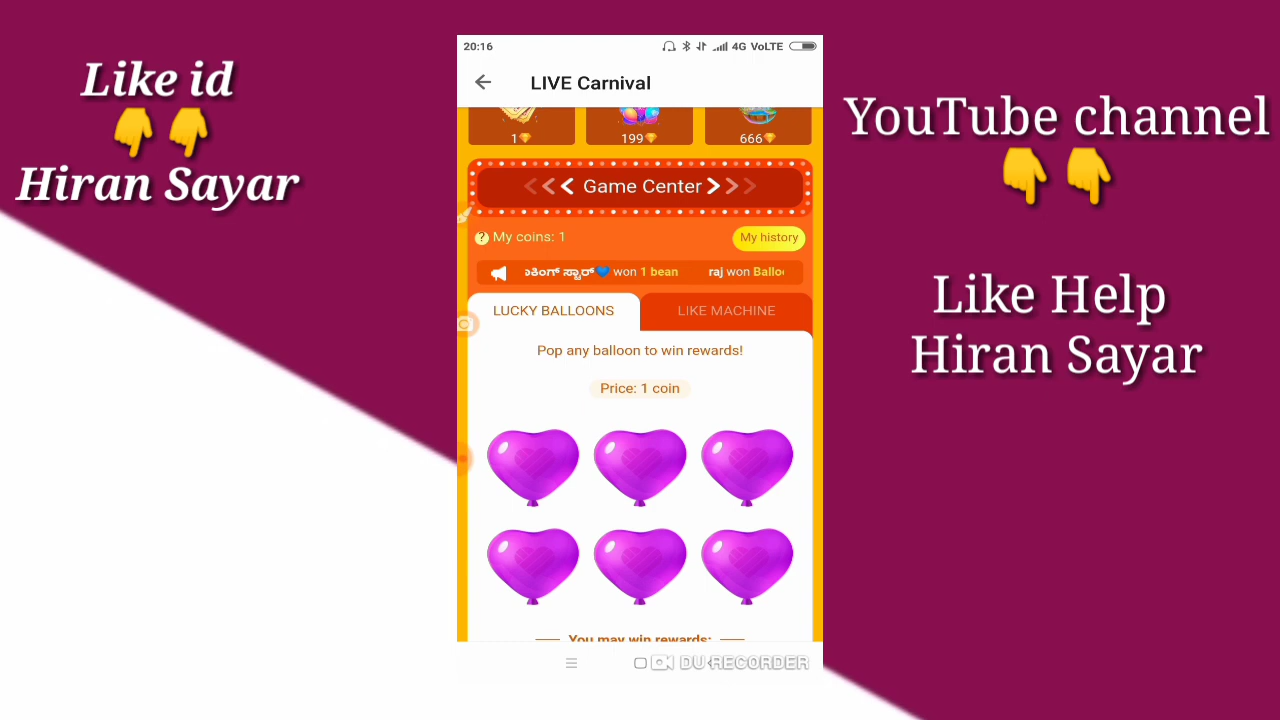 Like id
👇👇
Hiran Sayar
20:16
4G VoLTE
LIVE Carnival
1
199
666
Game Center
? My coins: 1
My history
ಾಕಿಂಗ್ ಸ್ಟಾರ್💙 won 1 bean raj won Ballo
LUCKY BALLOONS
LIKE MACHINE
Pop any balloon to win rewards!
Price: 1 coin
You may win rewards:
DU RECORDER
YouTube channel
👇👇
Like Help
Hiran Sayar